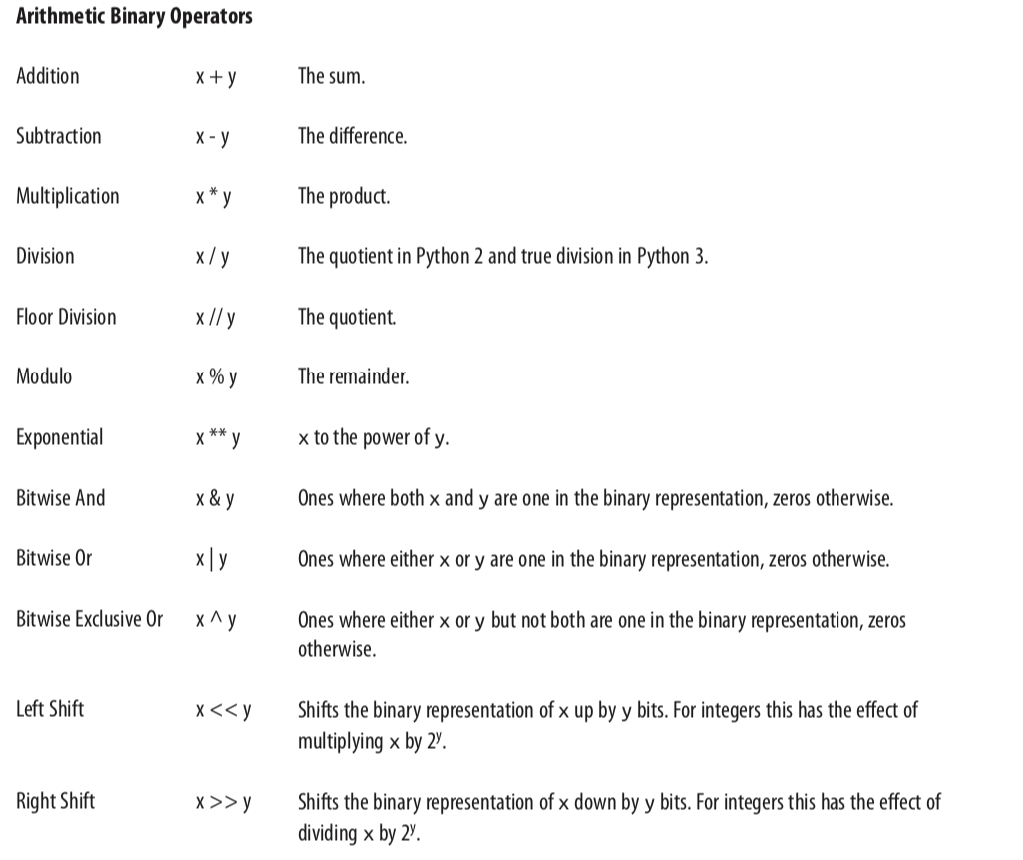 Arithmetic Binary Operators
Addition x + y The sum.
Subtraction x - y The difference.
Multiplication x * y The product.
Division x / y The quotient in Python 2 and true division in Python 3.
Floor Division x // y The quotient.
Modulo x % y The remainder.
Exponential x ** y x to the power of y.
Bitwise And x & y Ones where both x and y are one in the binary representation, zeros otherwise.
Bitwise Or x | y Ones where either x or y are one in the binary representation, zeros otherwise.
Bitwise Exclusive Or x ^ y Ones where either x or y but not both are one in the binary representation, zeros
otherwise.
Left Shift x << y Shifts the binary representation of x up by y bits. For integers this has the effect of
multiplying x by 2ʸ.
Right Shift x >> y Shifts the binary representation of x down by y bits. For integers this has the effect of
dividing x by 2ʸ.